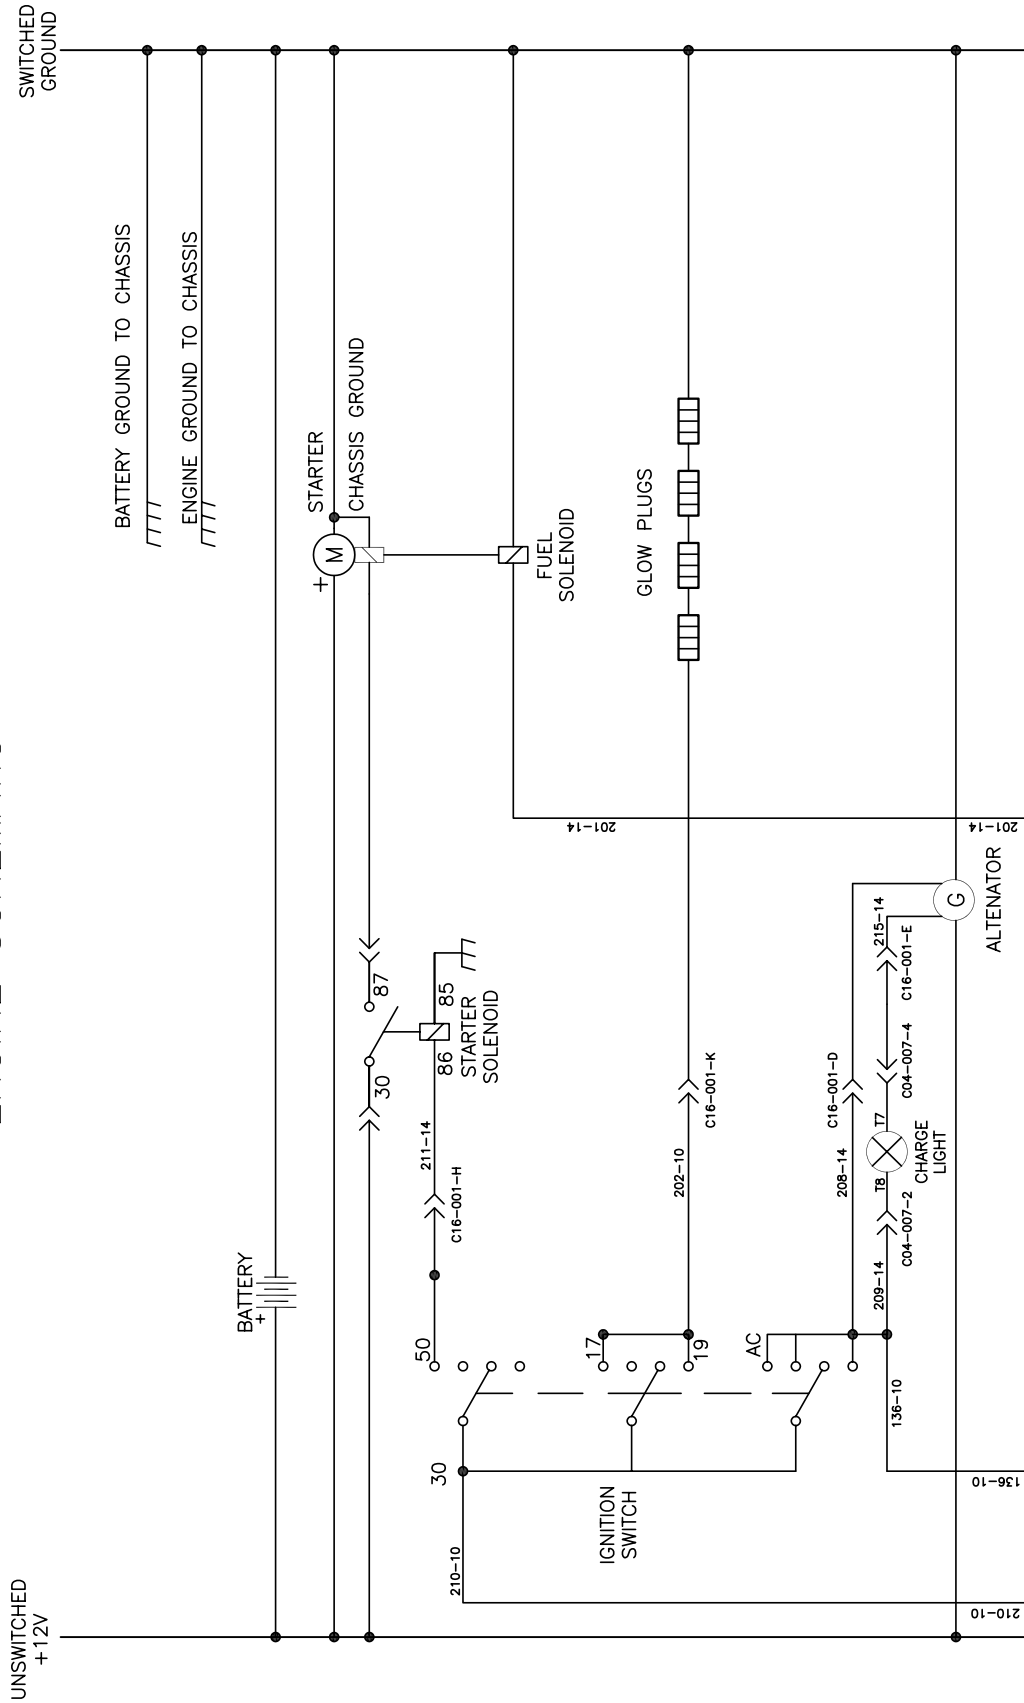 SWITCHED
GROUND
UNSWITCHED
+12V
BATTERY GROUND TO CHASSIS
ENGINE GROUND TO CHASSIS
BATTERY
+
STARTER
CHASSIS GROUND
+
M
87
30
85
86
STARTER
SOLENOID
211-14
C16-001-H
50
FUEL
SOLENOID
201-14
GLOW PLUGS
C16-001-K
202-10
17
19
30
IGNITION
SWITCH
210-10
210-10
AC
C16-001-D
208-14
215-14
C16-001-E
C04-007-4
T7
CHARGE
LIGHT
T8
C04-007-2
209-14
136-10
136-10
G
ALTENATOR
201-14